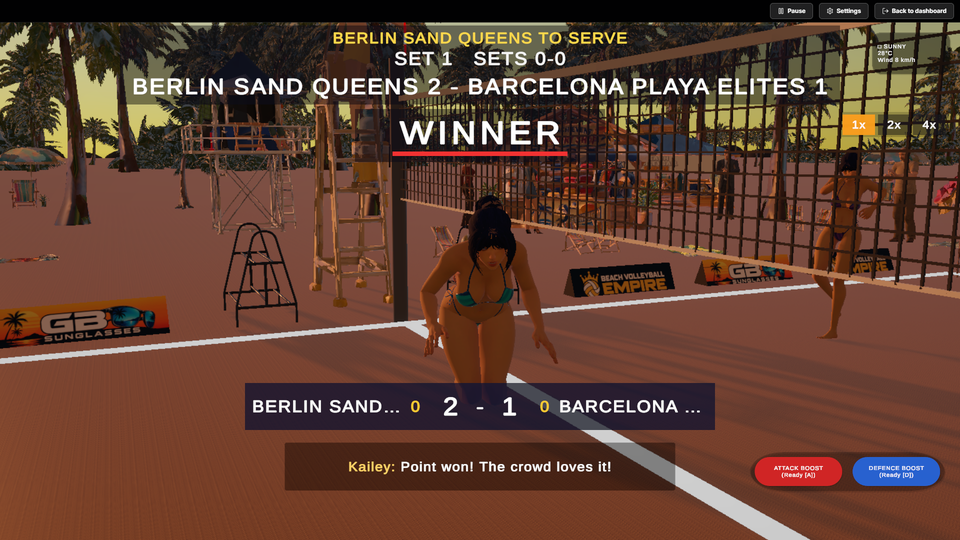 Pause
Settings
Back to dashboard
BERLIN SAND QUEENS TO SERVE
SET 1 SETS 0-0
BERLIN SAND QUEENS 2 - BARCELONA PLAYA ELITES 1
SUNNY
28°C
Wind 8 km/h
1x 2x 4x
WINNER
BEACH VOLLEYBALL
EMPIRE
GB
GB
SUNGLASSES
EMPIRE
BERLIN SAND... 0 2 - 1 0 BARCELONA ...
Kailey: Point won! The crowd loves it!
ATTACK BOOST
(Ready [A])
DEFENCE BOOST
(Ready [D])